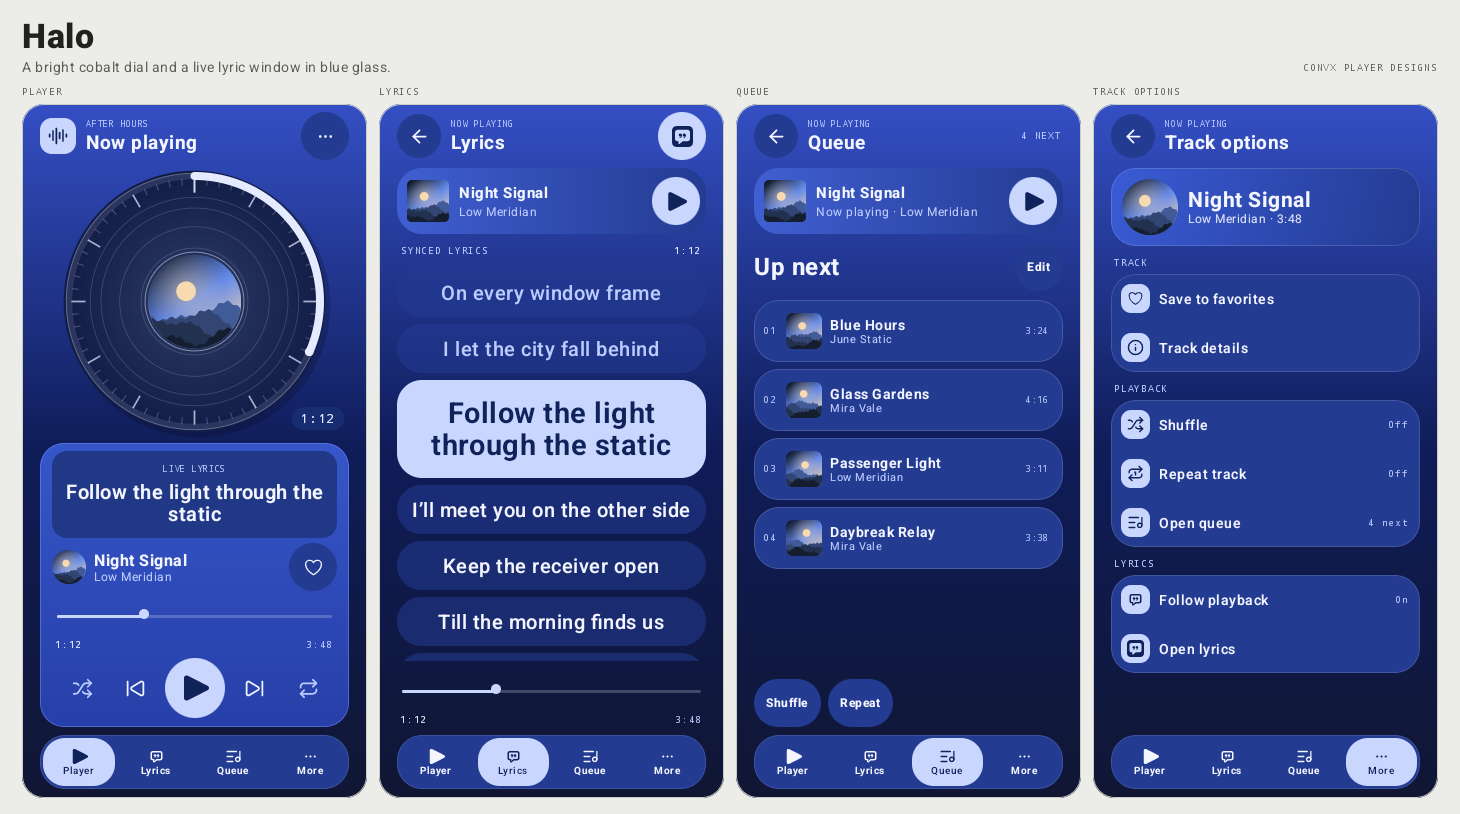 Halo
A bright cobalt dial and a live lyric window in blue glass.
CONVX PLAYER DESIGNS
PLAYER
AFTER HOURS
Now playing
1:12
LIVE LYRICS
Follow the light through the
static
Night Signal
Low Meridian
1:12
3:48
Player
Lyrics
Queue
More
LYRICS
NOW PLAYING
Lyrics
Night Signal
Low Meridian
SYNCED LYRICS
1:12
On every window frame
I let the city fall behind
Follow the light
through the static
I'll meet you on the other side
Keep the receiver open
Till the morning finds us
1:12
3:48
Player
Lyrics
Queue
More
QUEUE
NOW PLAYING
Queue
4 NEXT
Night Signal
Now playing · Low Meridian
Up next
Edit
01
Blue Hours
June Static
3:24
02
Glass Gardens
Mira Vale
4:16
03
Passenger Light
Low Meridian
3:11
04
Daybreak Relay
Mira Vale
3:38
Shuffle
Repeat
Player
Lyrics
Queue
More
TRACK OPTIONS
NOW PLAYING
Track options
Night Signal
Low Meridian · 3:48
TRACK
Save to favorites
Track details
PLAYBACK
Shuffle
Off
Repeat track
Off
Open queue
4 next
LYRICS
Follow playback
On
Open lyrics
Player
Lyrics
Queue
More